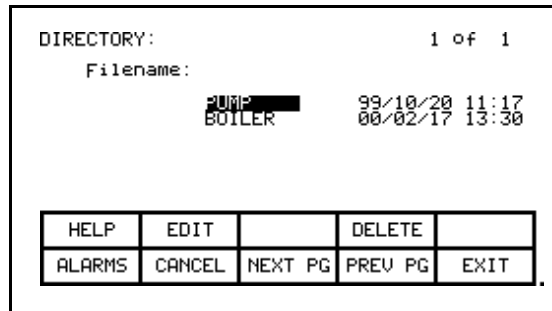 DIRECTORY: 1 of 1
Filename:
PUMP 99/10/20 11:17
BOILER 00/02/17 13:30
HELP EDIT DELETE
ALARMS CANCEL NEXT PG PREV PG EXIT